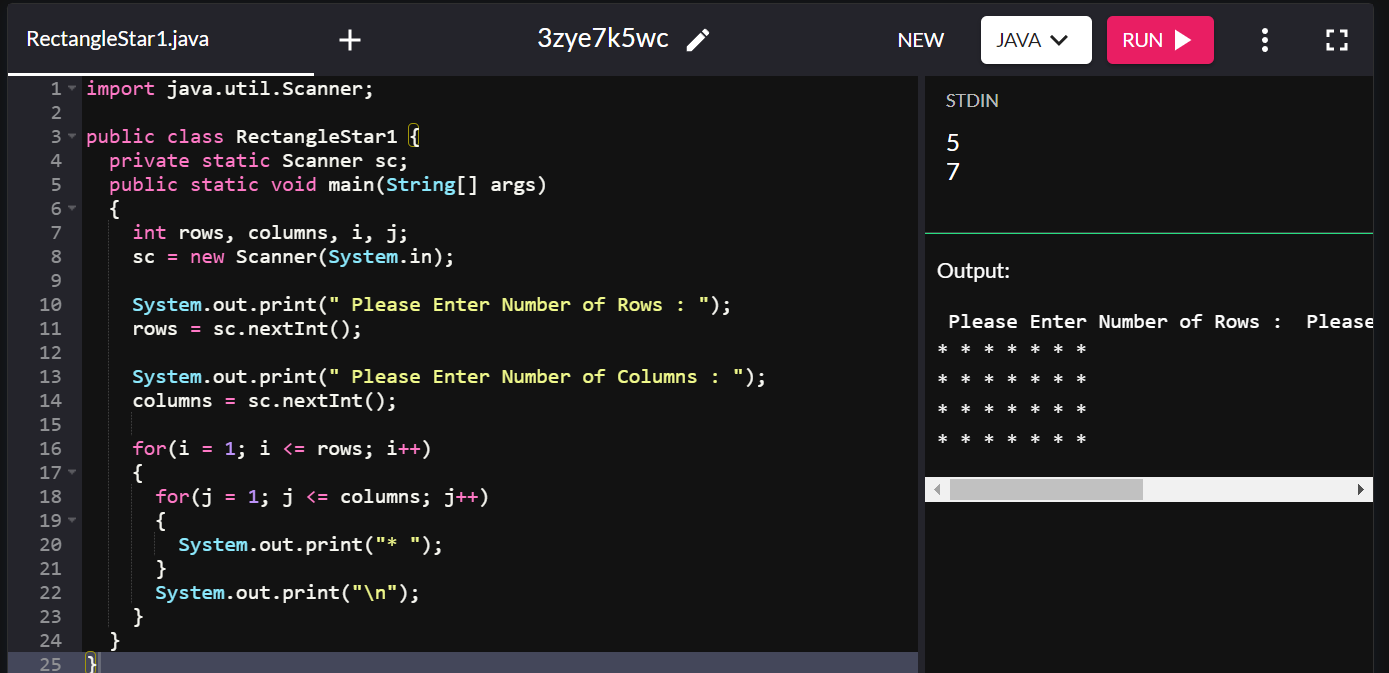 RectangleStar1.java + 3zye7k5wc NEW JAVA RUN
1 import java.util.Scanner;
2
3 public class RectangleStar1 {
4   private static Scanner sc;
5   public static void main(String[] args)
6   {
7     int rows, columns, i, j;
8     sc = new Scanner(System.in);
9
10     System.out.print(" Please Enter Number of Rows : ");
11     rows = sc.nextInt();
12
13     System.out.print(" Please Enter Number of Columns : ");
14     columns = sc.nextInt();
15
16     for(i = 1; i <= rows; i++)
17     {
18       for(j = 1; j <= columns; j++)
19       {
20         System.out.print("* ");
21       }
22       System.out.print("\n");
23     }
24   }
25 }
STDIN
5
7
Output:
 Please Enter Number of Rows :  Please
* * * * * * *
* * * * * * *
* * * * * * *
* * * * * * *